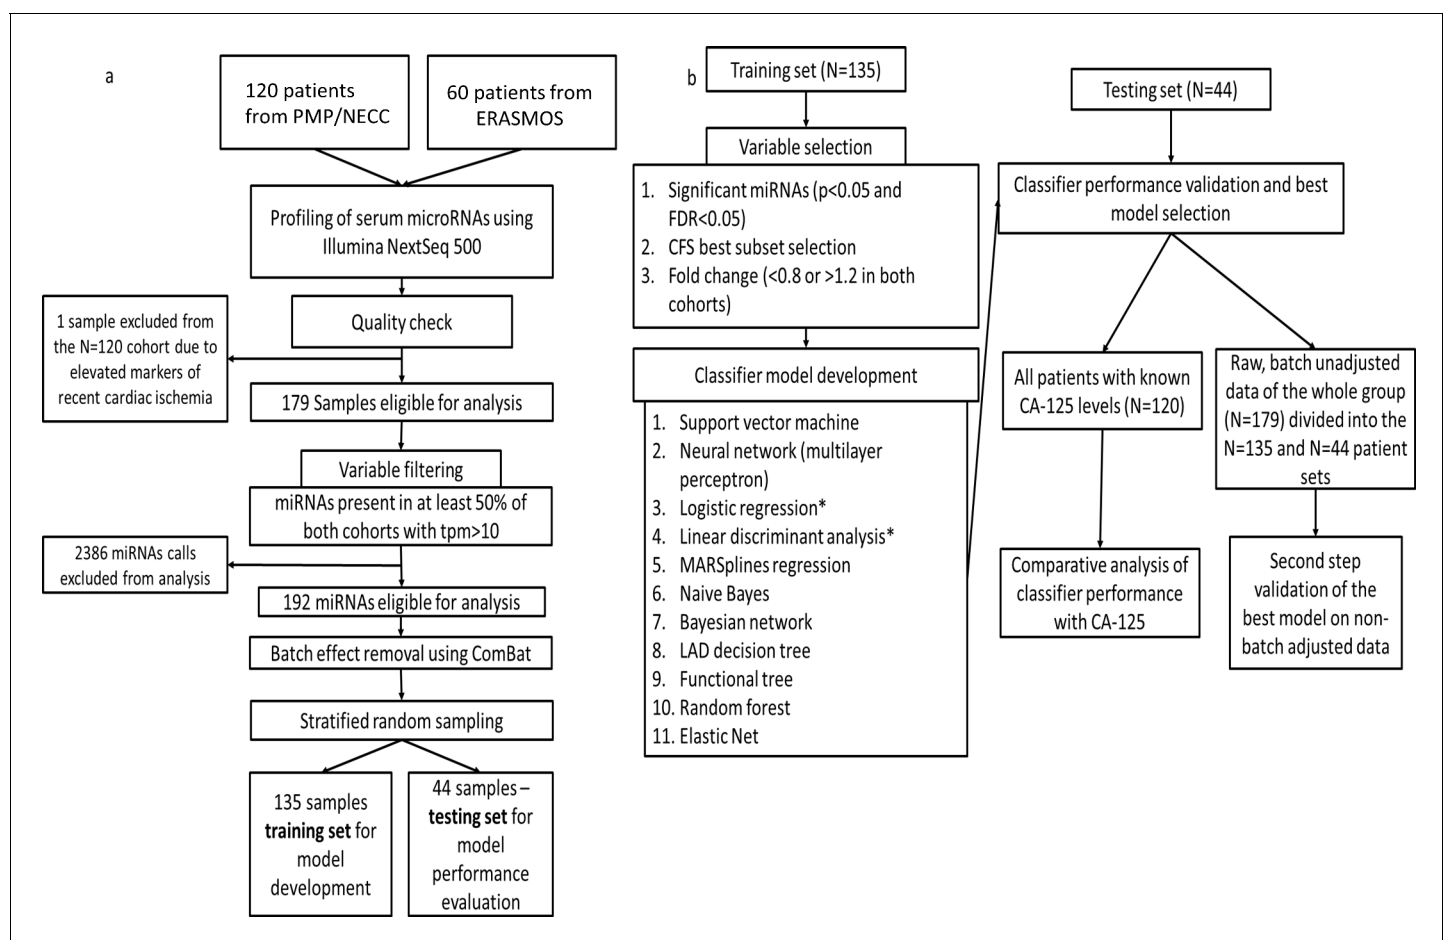 a
120 patients
from PMP/NECC
60 patients from
ERASMOS
Profiling of serum microRNAs using
Illumina NextSeq 500
Quality check
1 sample excluded from
the N=120 cohort due to
elevated markers of
recent cardiac ischemia
179 Samples eligible for analysis
Variable filtering
miRNAs present in at least 50% of
both cohorts with tpm>10
2386 miRNAs calls
excluded from analysis
192 miRNAs eligible for analysis
Batch effect removal using ComBat
Stratified random sampling
135 samples
training set for
model
development
44 samples –
testing set for
model
performance
evaluation
b
Training set (N=135)
Variable selection
1. Significant miRNAs (p<0.05 and
FDR<0.05)
2. CFS best subset selection
3. Fold change (<0.8 or >1.2 in both
cohorts)
Classifier model development
1. Support vector machine
2. Neural network (multilayer
perceptron)
3. Logistic regression*
4. Linear discriminant analysis*
5. MARSplines regression
6. Naive Bayes
7. Bayesian network
8. LAD decision tree
9. Functional tree
10. Random forest
11. Elastic Net
Testing set (N=44)
Classifier performance validation and best
model selection
All patients with known
CA-125 levels (N=120)
Comparative analysis of
classifier performance
with CA-125
Raw, batch unadjusted
data of the whole group
(N=179) divided into the
N=135 and N=44 patient
sets
Second step
validation of the
best model on non-
batch adjusted data